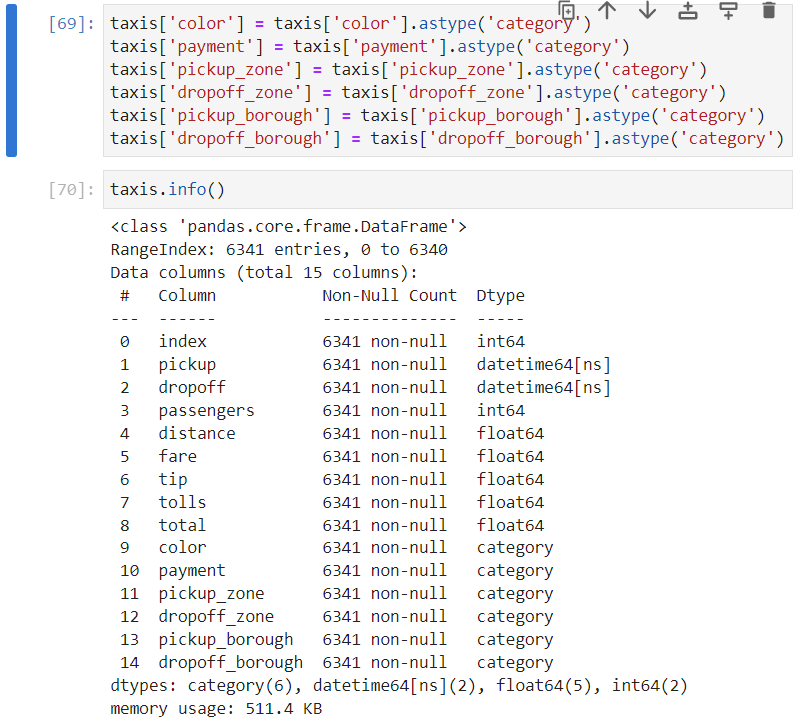 [69]: taxis['color'] = taxis['color'].astype('category')
taxis['payment'] = taxis['payment'].astype('category')
taxis['pickup_zone'] = taxis['pickup_zone'].astype('category')
taxis['dropoff_zone'] = taxis['dropoff_zone'].astype('category')
taxis['pickup_borough'] = taxis['pickup_borough'].astype('category')
taxis['dropoff_borough'] = taxis['dropoff_borough'].astype('category')
[70]: taxis.info()
<class 'pandas.core.frame.DataFrame'>
RangeIndex: 6341 entries, 0 to 6340
Data columns (total 15 columns):
 #   Column           Non-Null Count  Dtype
---  ------           --------------  -----
 0   index            6341 non-null   int64
 1   pickup           6341 non-null   datetime64[ns]
 2   dropoff          6341 non-null   datetime64[ns]
 3   passengers       6341 non-null   int64
 4   distance         6341 non-null   float64
 5   fare             6341 non-null   float64
 6   tip              6341 non-null   float64
 7   tolls            6341 non-null   float64
 8   total            6341 non-null   float64
 9   color            6341 non-null   category
 10  payment          6341 non-null   category
 11  pickup_zone      6341 non-null   category
 12  dropoff_zone     6341 non-null   category
 13  pickup_borough   6341 non-null   category
 14  dropoff_borough  6341 non-null   category
dtypes: category(6), datetime64[ns](2), float64(5), int64(2)
memory usage: 511.4 KB